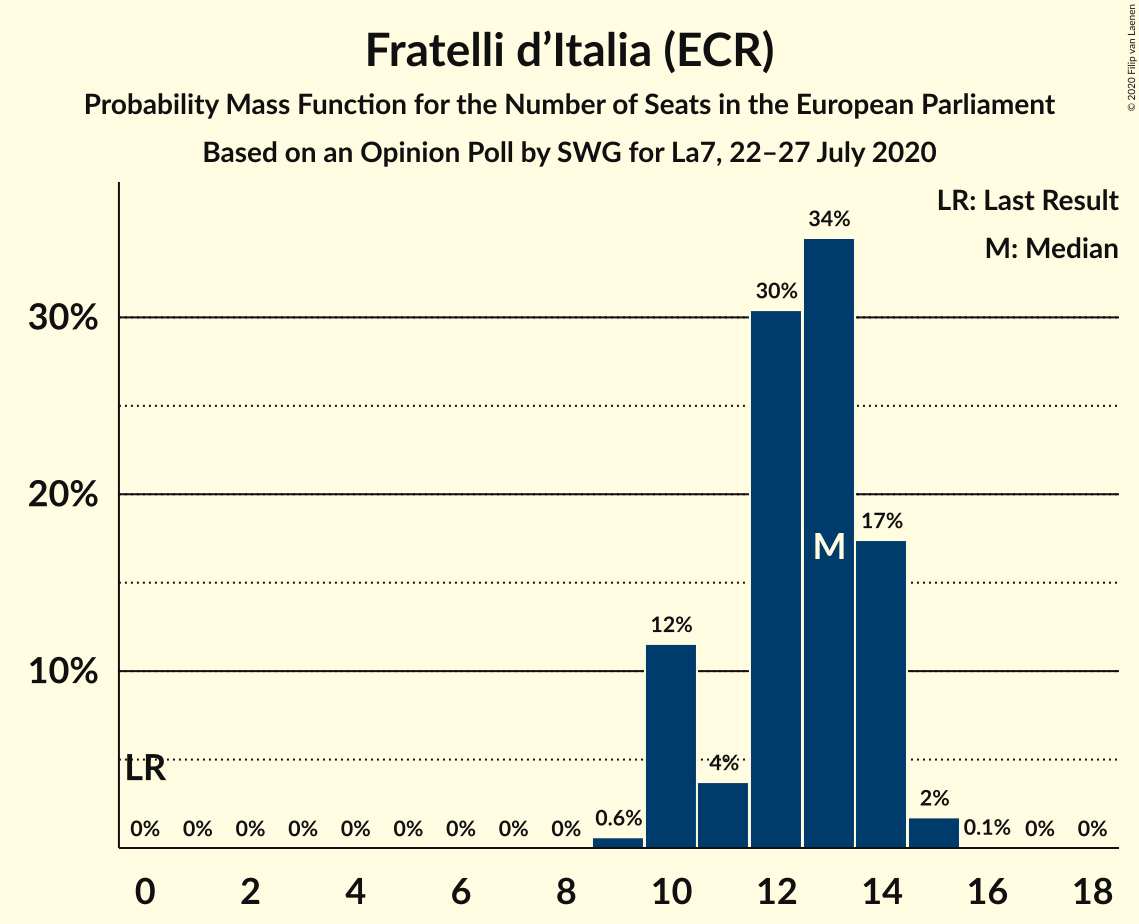 Fratelli d’Italia (ECR)
Probability Mass Function for the Number of Seats in the European Parliament
Based on an Opinion Poll by SWG for La7, 22–27 July 2020
© 2020 Filip van Laenen
LR: Last Result
M: Median
34%
30%
30%
20%
17%
M
12%
10%
LR
4%
2%
0% 0% 0% 0% 0% 0% 0% 0% 0% 0.6% 0.1% 0% 0%
0 2 4 6 8 10 12 14 16 18